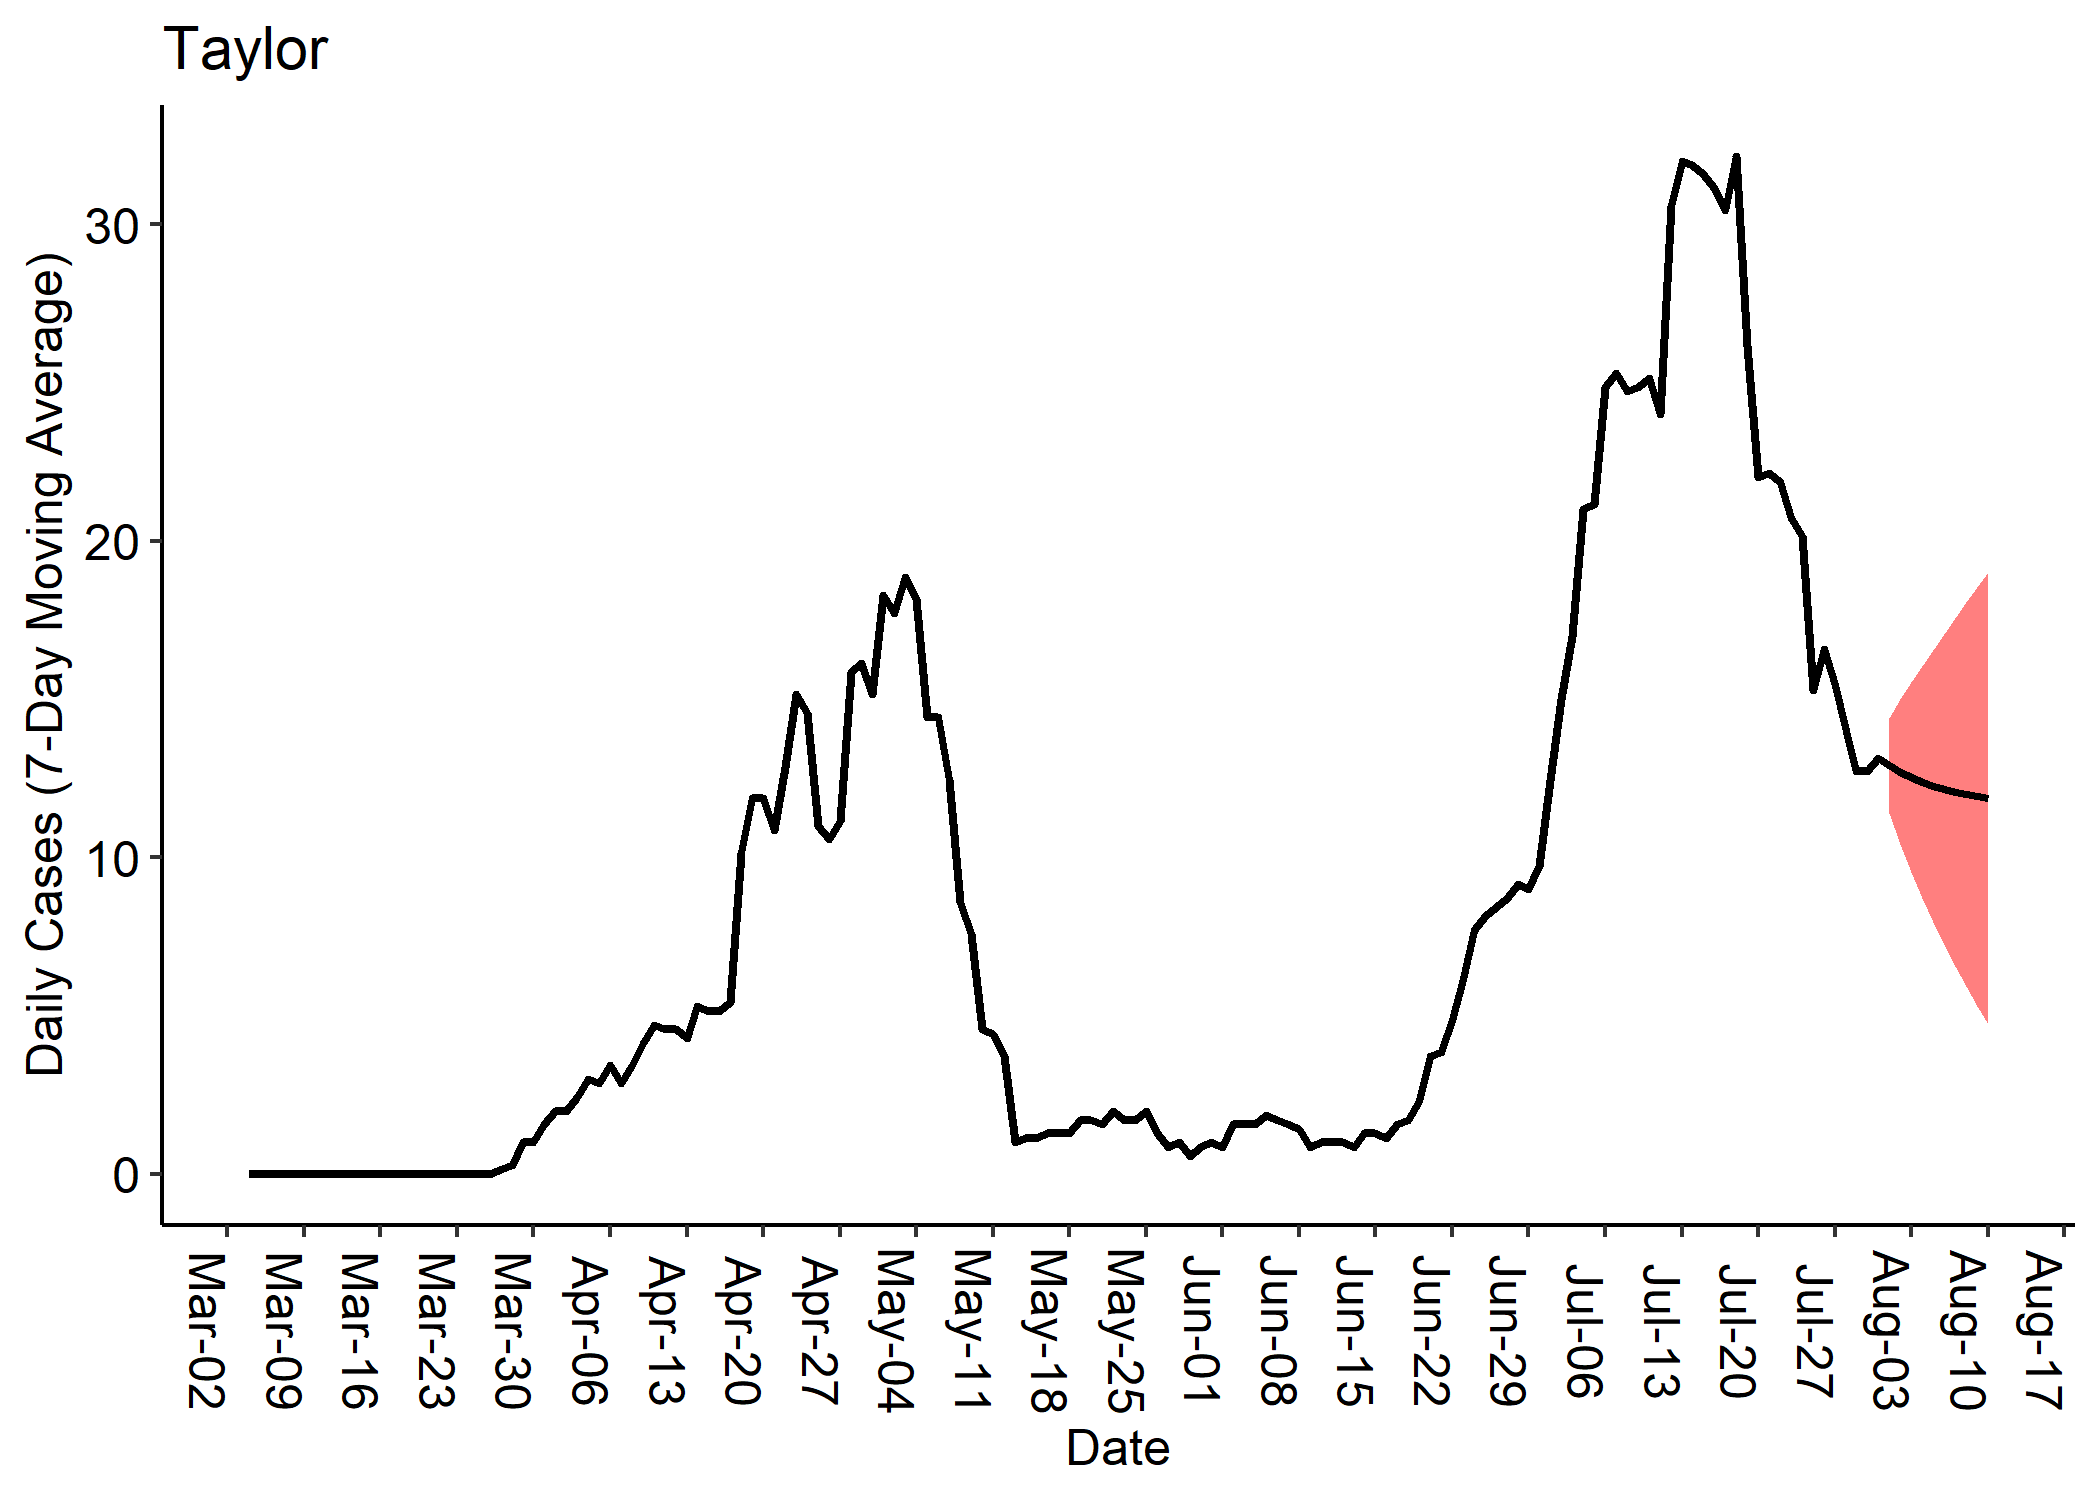 Taylor
Daily Cases (7-Day Moving Average)
30
20
10
0
Mar-02
Mar-09
Mar-16
Mar-23
Mar-30
Apr-06
Apr-13
Apr-20
Apr-27
May-04
May-11
May-18
May-25
Jun-01
Jun-08
Jun-15
Jun-22
Jun-29
Jul-06
Jul-13
Jul-20
Jul-27
Aug-03
Aug-10
Aug-17
Date